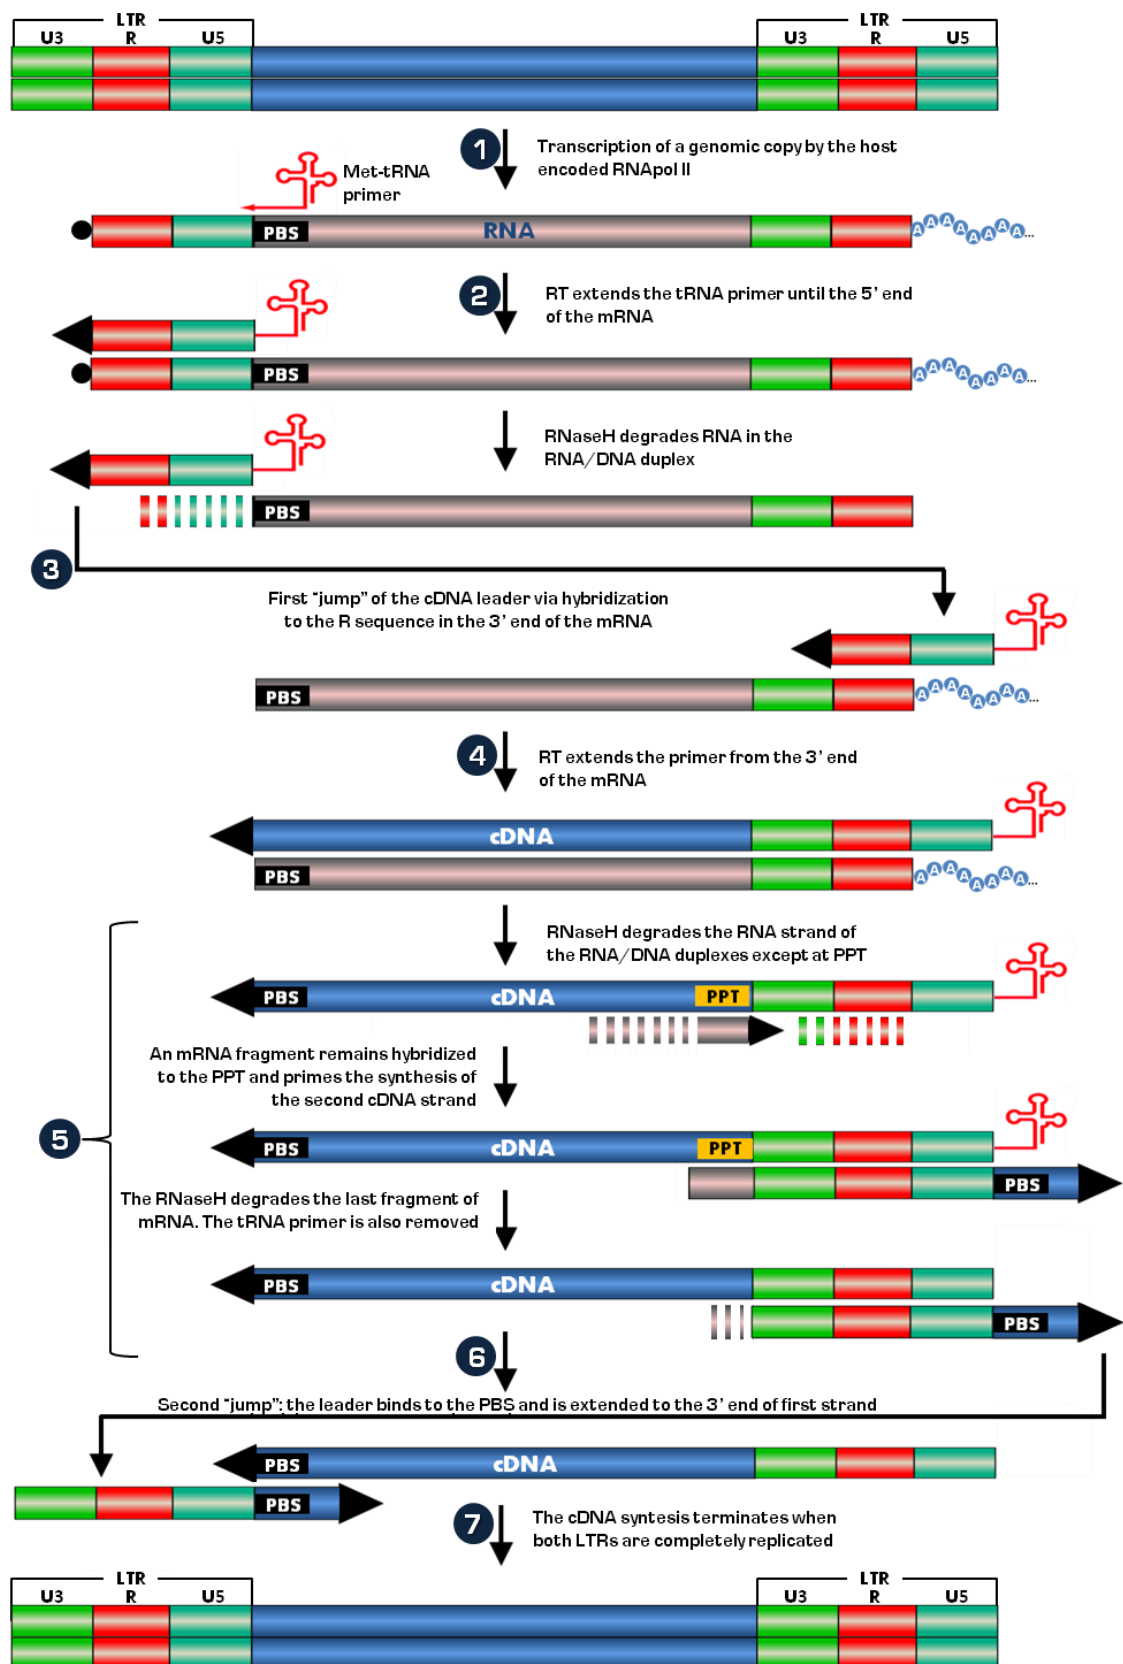 LTR
U3 R U5
LTR
U3 R U5
1
Transcription of a genomic copy by the host
encoded RNApol II
Met-tRNA
primer
PBS
RNA
A A A A A A A A...
2
RT extends the tRNA primer until the 5' end
of the mRNA
PBS
A A A A A A A A...
RNaseH degrades RNA in the
RNA/DNA duplex
PBS
3
First "jump" of the cDNA leader via hybridization
to the R sequence in the 3' end of the mRNA
PBS
A A A A A A A A...
4
RT extends the primer from the 3' end
of the mRNA
cDNA
PBS
A A A A A A A A...
RNaseH degrades the RNA strand of
the RNA/DNA duplexes except at PPT
PBS
cDNA
PPT
An mRNA fragment remains hybridized
to the PPT and primes the synthesis of
the second cDNA strand
5
PBS
cDNA
PPT
PBS
The RNaseH degrades the last fragment of
mRNA. The tRNA primer is also removed
PBS
cDNA
PBS
6
Second "jump": the leader binds to the PBS and is extended to the 3' end of first strand
PBS
cDNA
PBS
7
The cDNA syntesis terminates when
both LTRs are completely replicated
LTR
U3 R U5
LTR
U3 R U5